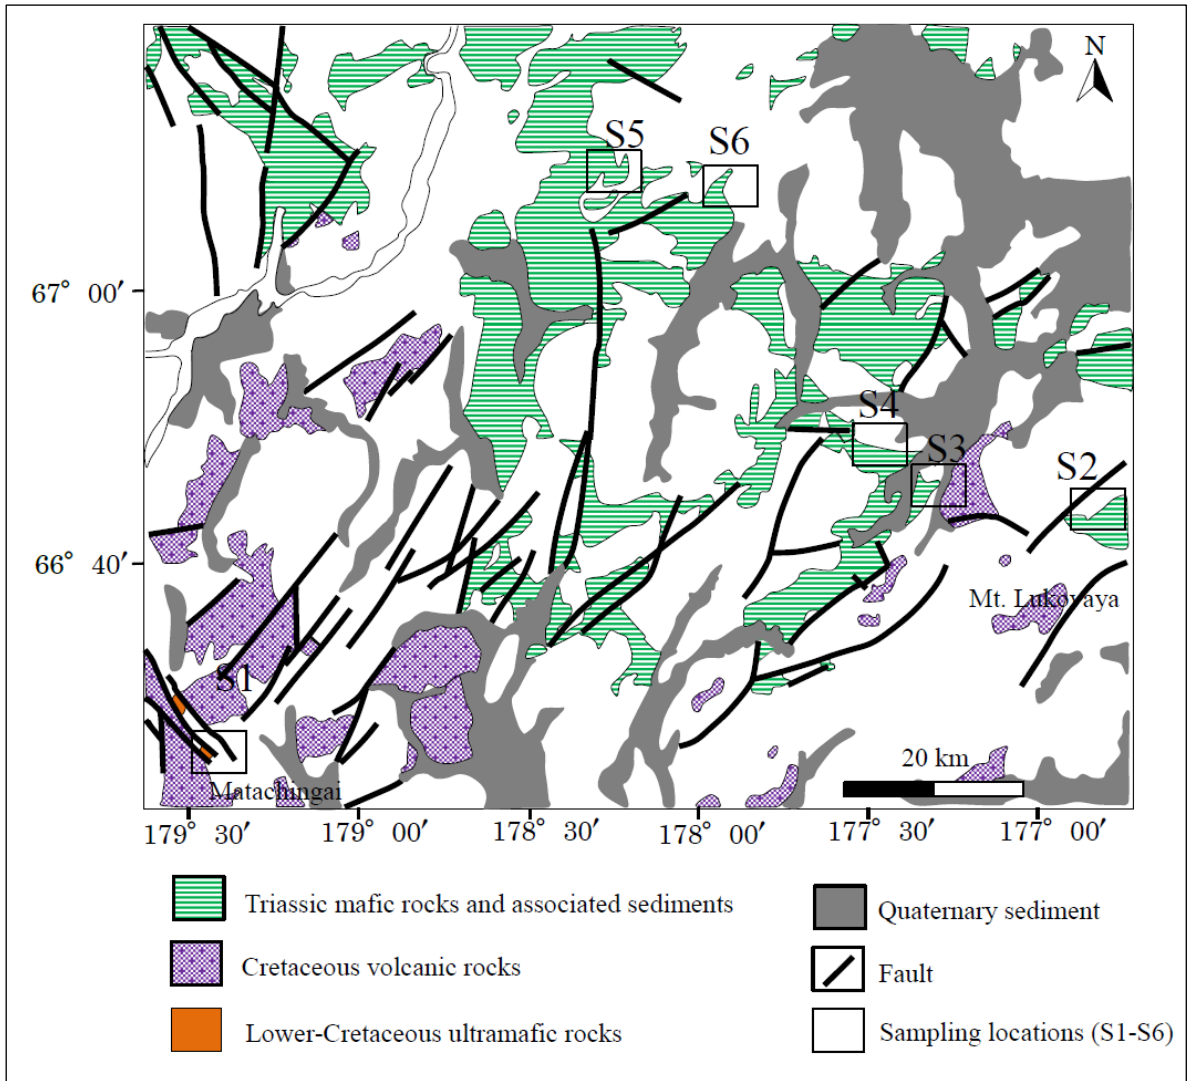 N
S5
S6
67° 00′
S4
S3
S2
66° 40′
Mt. Lukovaya
S1
20 km
Matachingai
179° 30′
179° 00′
178° 30′
178° 00′
177° 30′
177° 00′
Triassic mafic rocks and associated sediments
Quaternary sediment
Cretaceous volcanic rocks
Fault
Lower-Cretaceous ultramafic rocks
Sampling locations (S1-S6)